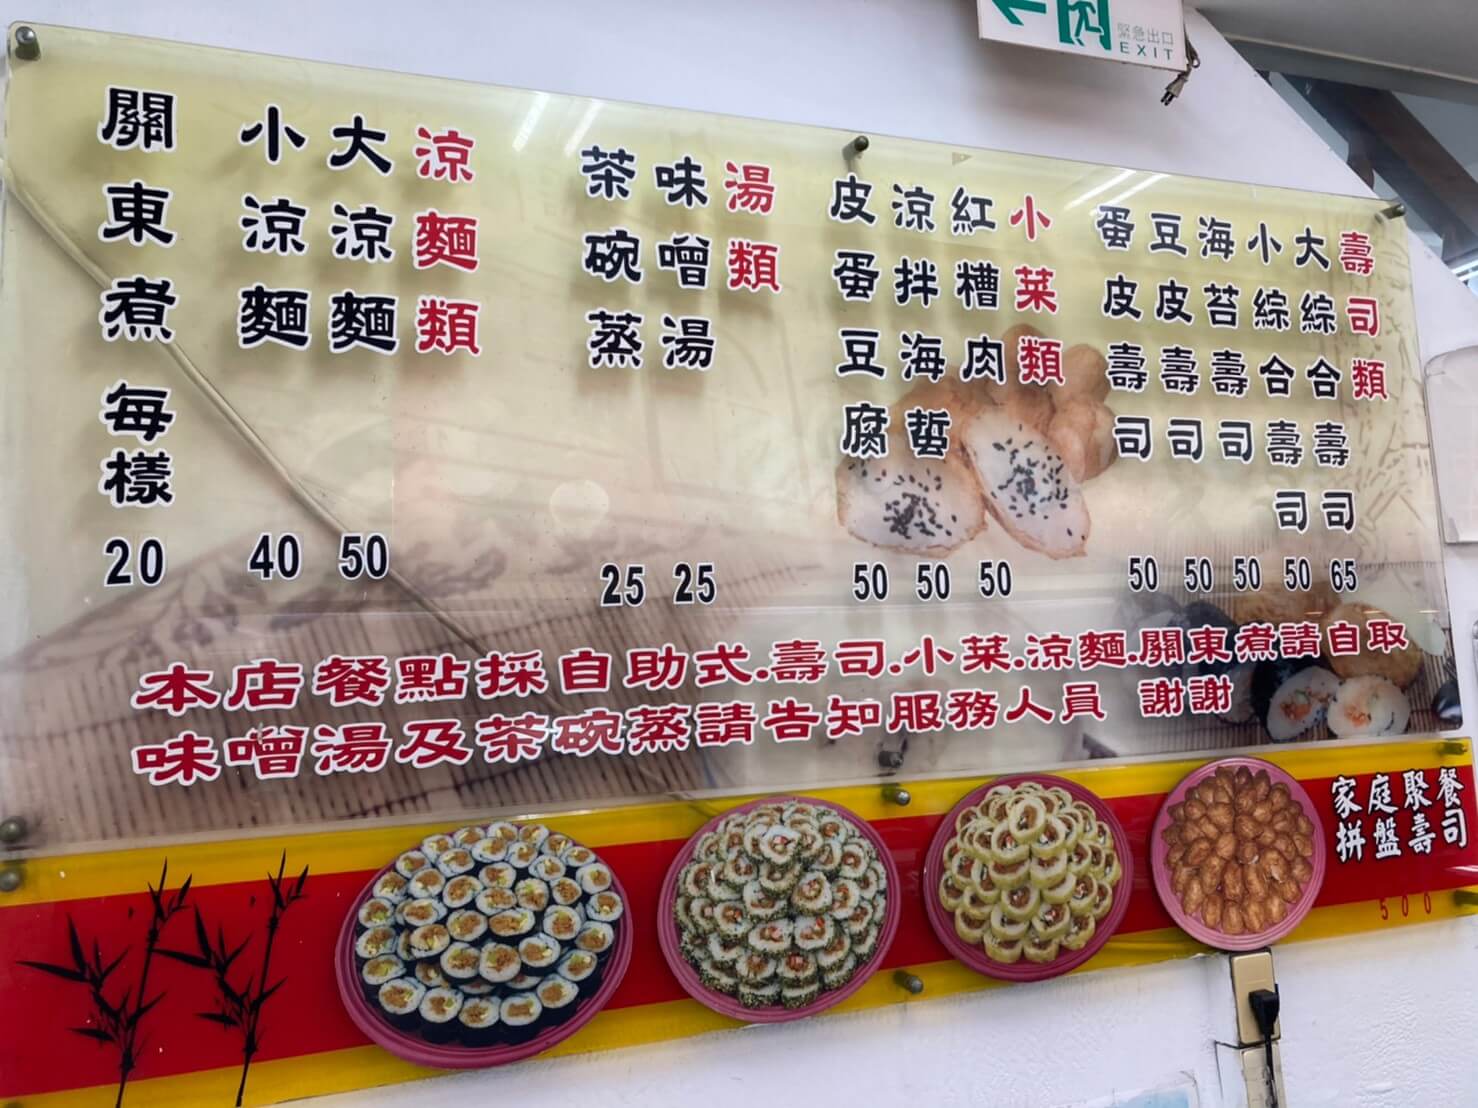 緊急出口
EXIT
壽司類
大綜合壽司 65
小綜合壽司 50
海苔壽司 50
豆皮壽司 50
蛋皮壽司 50
小菜類
紅糟肉 50
涼拌海蜇 50
皮蛋豆腐 50
湯類
味噌湯 25
茶碗蒸 25
涼麵類
大涼麵 50
小涼麵 40
關東煮 每樣 20
本店餐點採自助式.壽司.小菜.涼麵.關東煮請自取
味噌湯及茶碗蒸請告知服務人員 謝謝
家庭聚餐
拼盤壽司
500